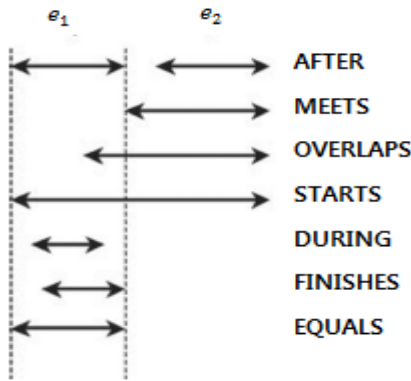 e₁ e₂
AFTER
MEETS
OVERLAPS
STARTS
DURING
FINISHES
EQUALS